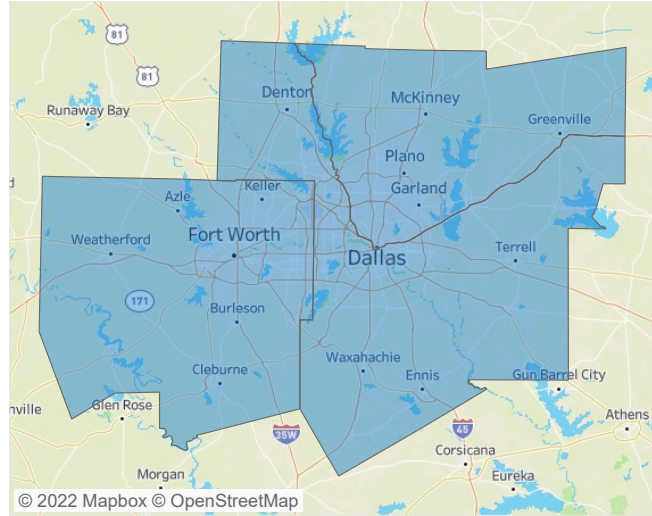 81
81
Runaway Bay
Denton
McKinney
Greenville
Plano
Garland
Keller
Azle
Fort Worth
Weatherford
Dallas
Terrell
171
Burleson
Waxahachie
Cleburne
Ennis
Gun Barrel City
nville
Glen Rose
Athens
35W
45
Corsicana
Morgan
Eureka
© 2022 Mapbox © OpenStreetMap